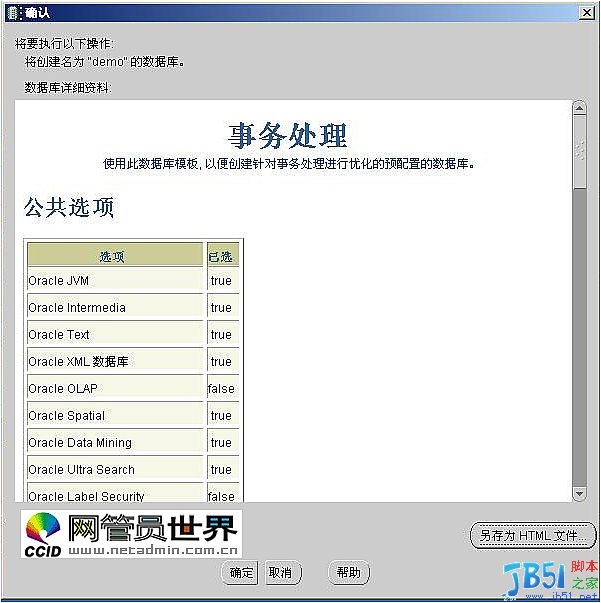 确认
将要执行以下操作:
将创建名为 "demo" 的数据库。
数据库详细资料:
事务处理
使用此数据库模板, 以便创建针对事务处理进行优化的预配置的数据库。
公共选项
选项 已选
Oracle JVM true
Oracle Intermedia true
Oracle Text true
Oracle XML 数据库 true
Oracle OLAP false
Oracle Spatial true
Oracle Data Mining true
Oracle Ultra Search true
Oracle Label Security false
CCID 网管员世界
www.netadmin.com.cn
另存为 HTML 文件...
确定 取消 帮助
JB51 脚本之家
www.jb51.net